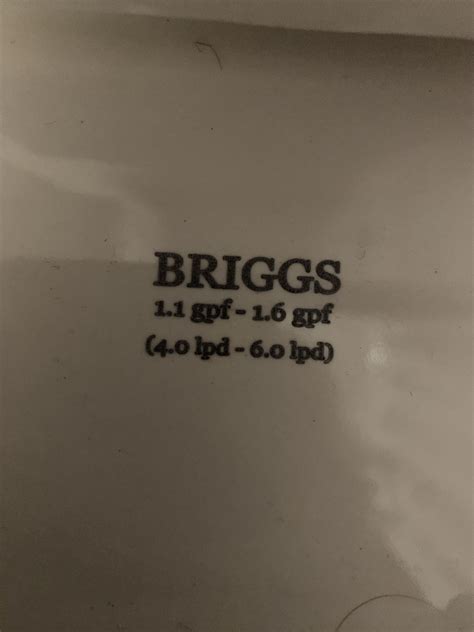 BRIGGS
1.1 gpf - 1.6 gpf
(4.0 lpd - 6.0 lpd)